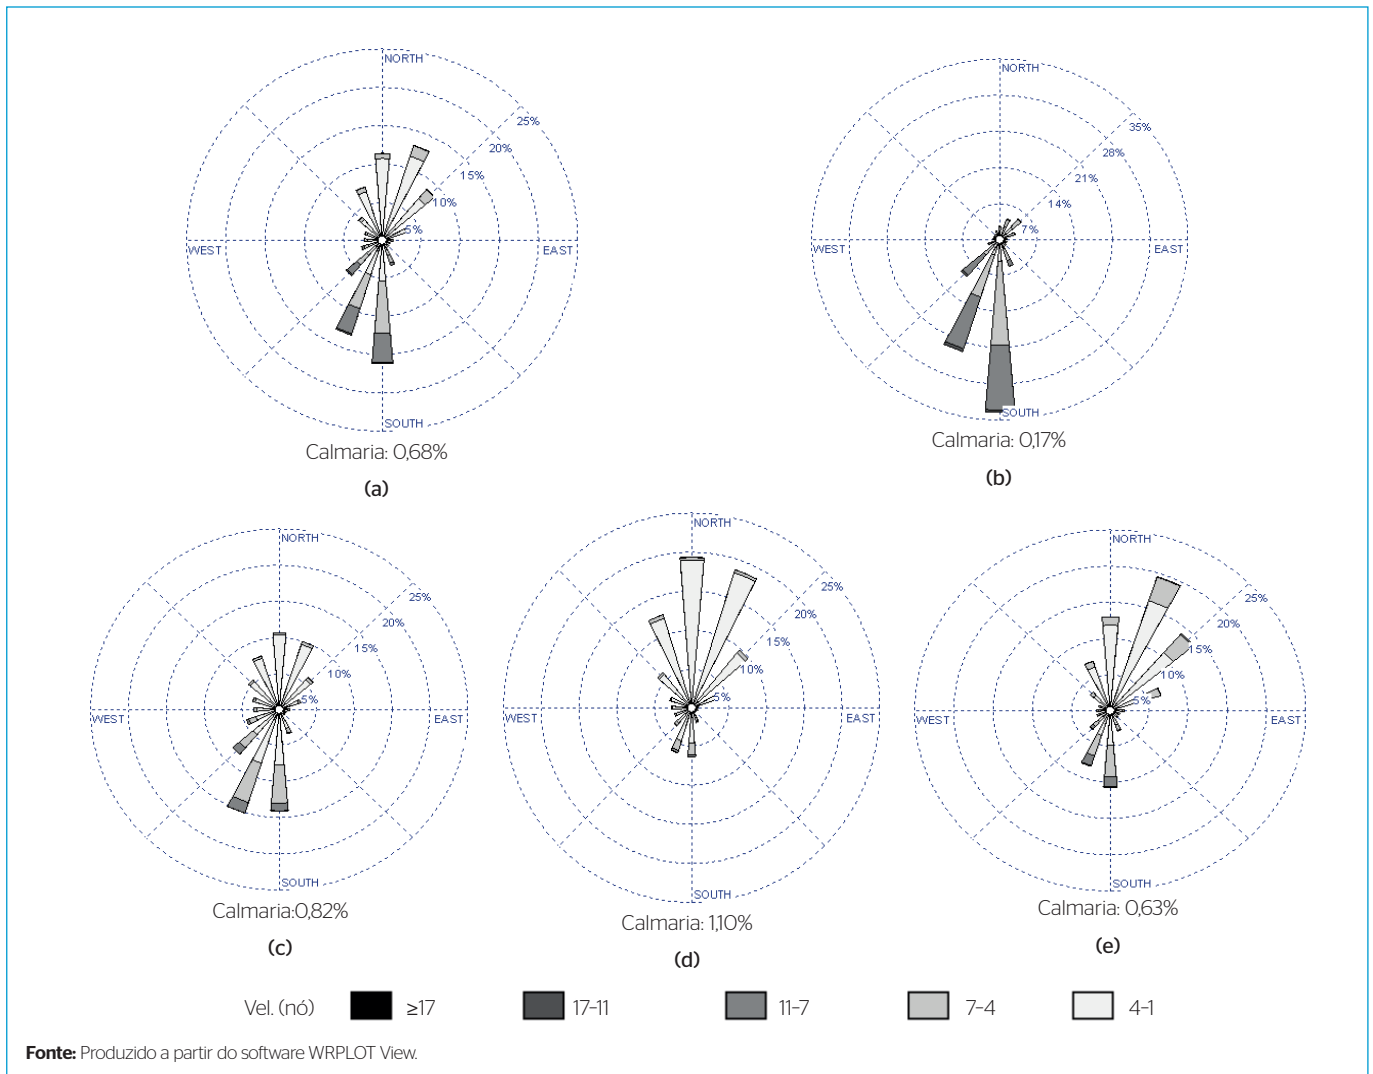 NORTH
25%
20%
15%
10%
5%
WEST
EAST
SOUTH
Calmaria: 0,68%
(a)
NORTH
35%
28%
21%
14%
7%
WEST
EAST
SOUTH
Calmaria: 0,17%
(b)
NORTH
25%
20%
15%
10%
5%
WEST
EAST
SOUTH
Calmaria:0,82%
(c)
NORTH
25%
20%
15%
10%
5%
WEST
EAST
SOUTH
Calmaria: 1,10%
(d)
NORTH
25%
20%
15%
10%
5%
WEST
EAST
SOUTH
Calmaria: 0,63%
(e)
Vel. (nó) ≥17 17-11 11-7 7-4 4-1
Fonte: Produzido a partir do software WRPLOT View.